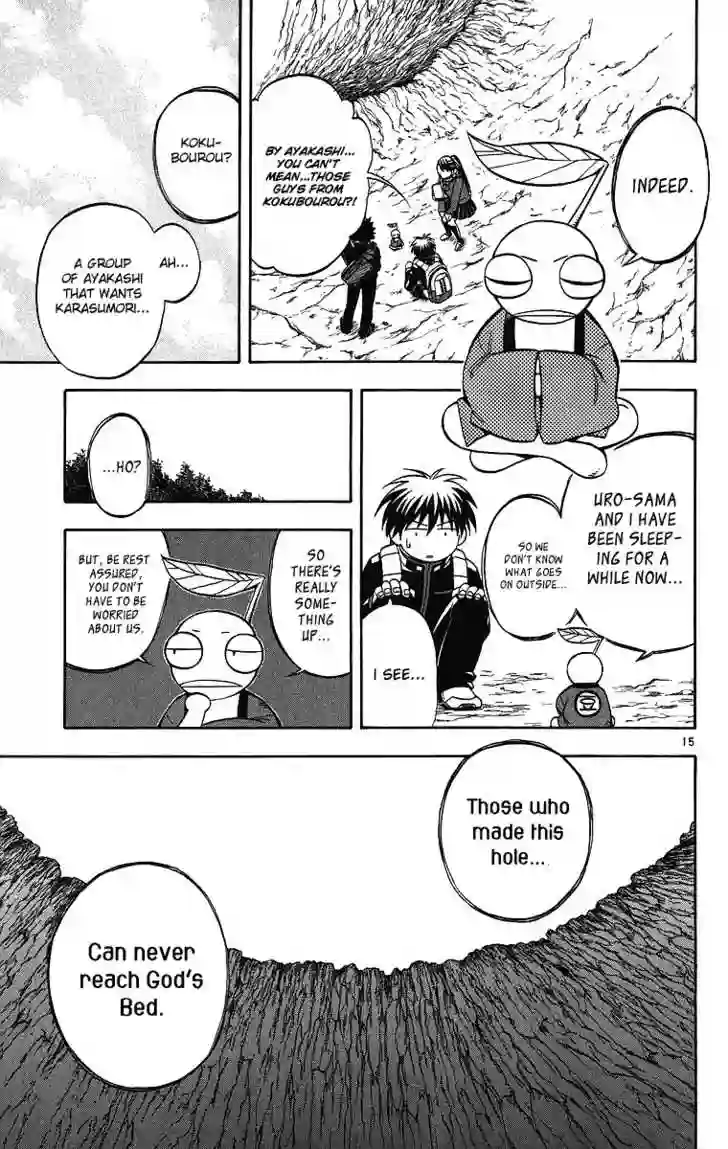 INDEED.
BY AYAKASHI...
YOU CAN'T
MEAN...THOSE
GUYS FROM
KOKUBOUROU?!
KOKU-
BOUROU?
AH...
A GROUP
OF AYAKASHI
THAT WANTS
KARASUMORI...
URO-SAMA
AND I HAVE
BEEN SLEEP-
ING FOR A
WHILE NOW...
SO WE
DON'T KNOW
WHAT GOES
ON OUTSIDE...
豆
I SEE...
...HO?
SO
THERE'S
REALLY
SOME-
THING
UP...
BUT, BE REST
ASSURED,
YOU DON'T
HAVE TO BE
WORRIED
ABOUT US.
15
Those who
made this
hole...
Can never
reach God's
Bed.